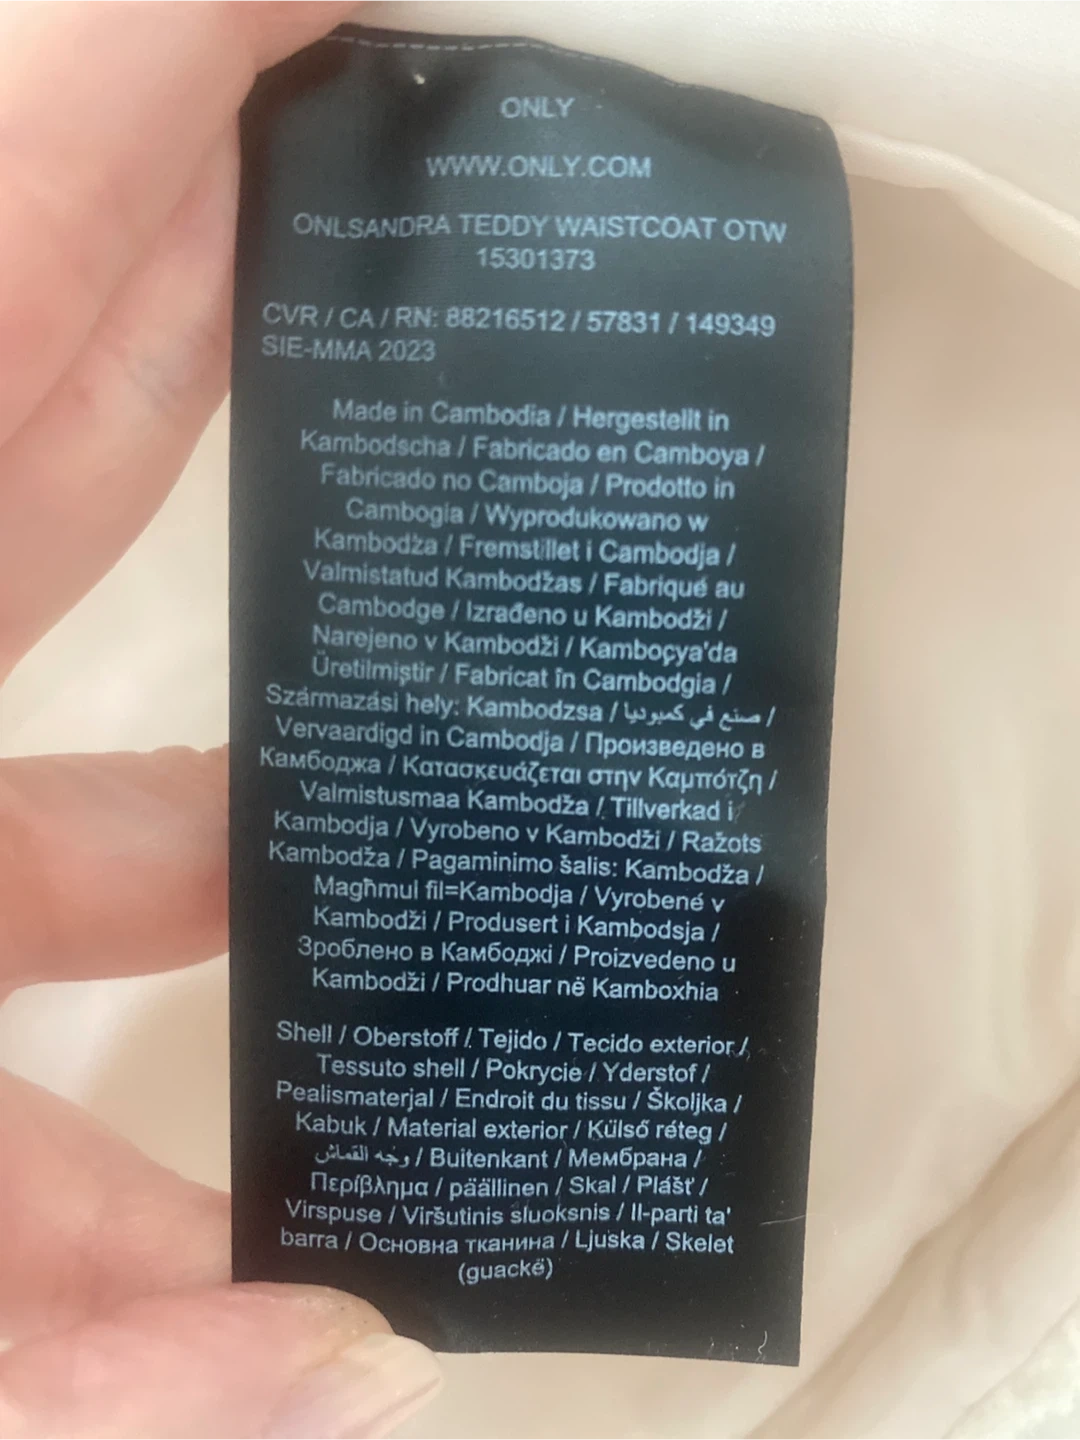 ONLY
WWW.ONLY.COM
ONLSANDRA TEDDY WAISTCOAT OTW
15301373
CVR / CA / RN: 88216512 / 57831 / 149349
SIE-MMA 2023
Made in Cambodia / Hergestellt in
Kambodscha / Fabricado en Camboya /
Fabricado no Camboja / Prodotto in
Cambogia / Wyprodukowano w
Kambodża / Fremstillet i Cambodja /
Valmistatud Kambodžas / Fabriqué au
Cambodge / Izrađeno u Kambodži /
Narejeno v Kambodži / Kamboçya'da
Üretilmiştir / Fabricat în Cambodgia /
Származási hely: Kambodzsa / صنع في كمبوديا /
Vervaardigd in Cambodja / Произведено в
Камбоджа / Κατασκευάζεται στην Καμπότζη /
Valmistusmaa Kambodža / Tillverkad i
Kambodja / Vyrobeno v Kambodži / Ražots
Kambodža / Pagaminimo šalis: Kambodža /
Magħmul fil=Kambodja / Vyrobené v
Kambodži / Produsert i Kambodsja /
Зроблено в Камбоджі / Proizvedeno u
Kambodži / Prodhuar në Kamboxhia
Shell / Oberstoff / Tejido / Tecido exterior /
Tessuto shell / Pokrycie / Yderstof /
Pealismaterjal / Endroit du tissu / Školjka /
Kabuk / Material exterior / Külső réteg /
وجه القماش / Buitenkant / Мембрана /
Περίβλημα / päällinen / Skal / Plášť /
Virspuse / Viršutinis sluoksnis / Il-parti ta'
barra / Основна тканина / Ljuska / Skelet
(guackë)